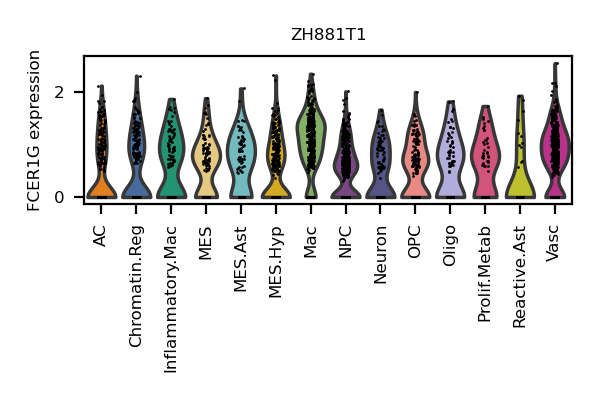 ZH881T1
FCER1G expression
2
0
AC
Chromatin.Reg
Inflammatory.Mac
MES
MES.Ast
MES.Hyp
Mac
NPC
Neuron
OPC
Oligo
Prolif.Metab
Reactive.Ast
Vasc